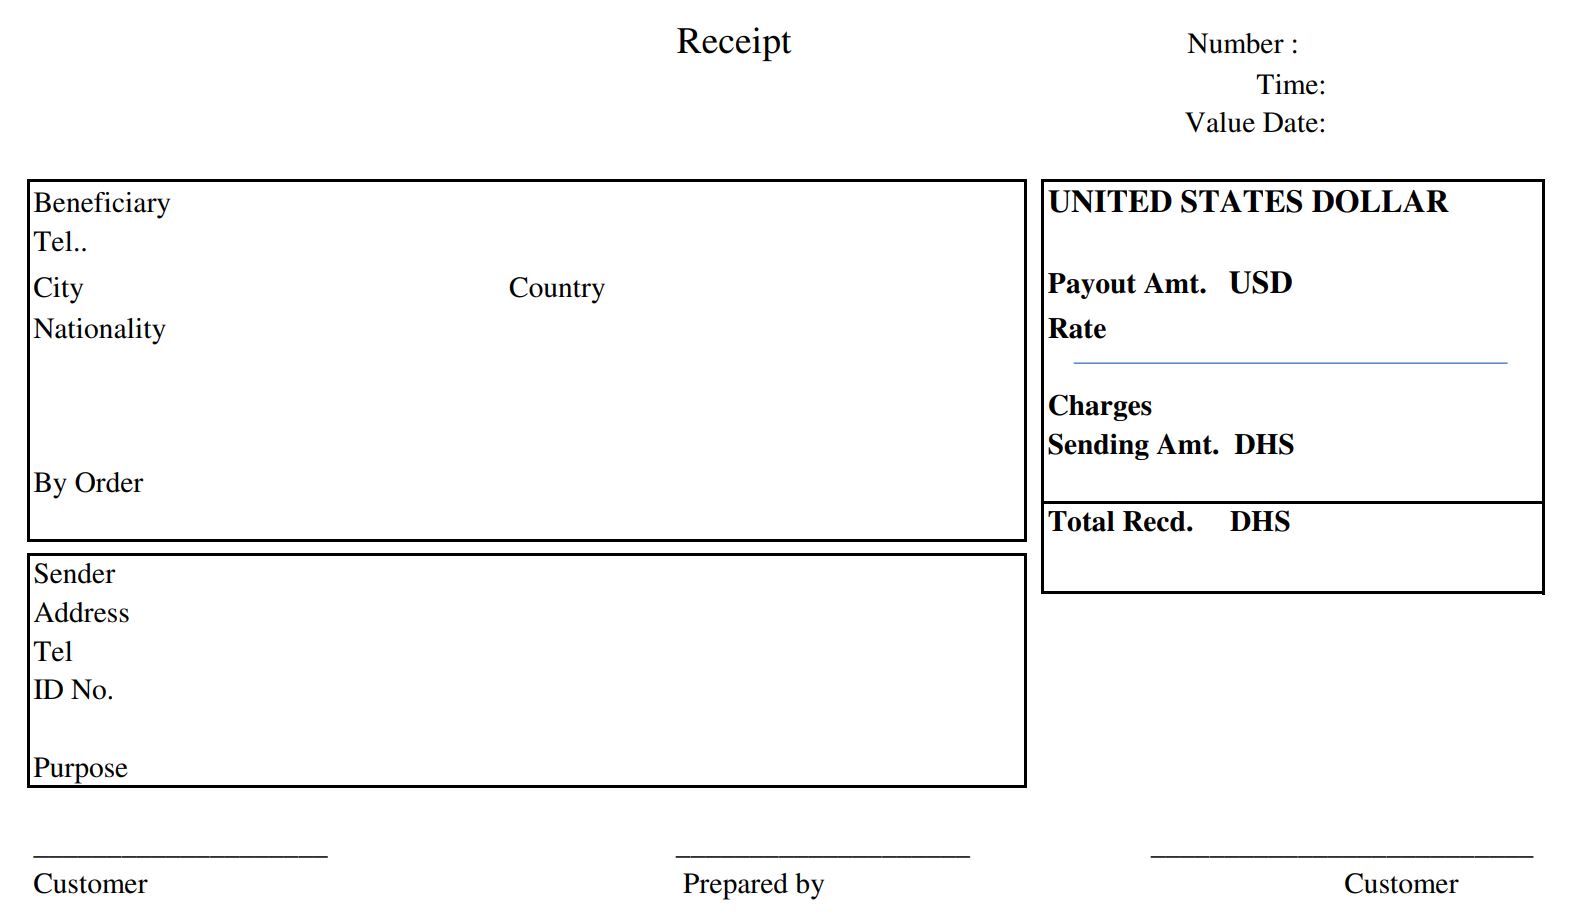 Receipt
Number :
Time:
Value Date:
Beneficiary
Tel..
City Country
Nationality
By Order
UNITED STATES DOLLAR
Payout Amt. USD
Rate
Charges
Sending Amt. DHS
Total Recd. DHS
Sender
Address
Tel
ID No.
Purpose
Customer
Prepared by
Customer